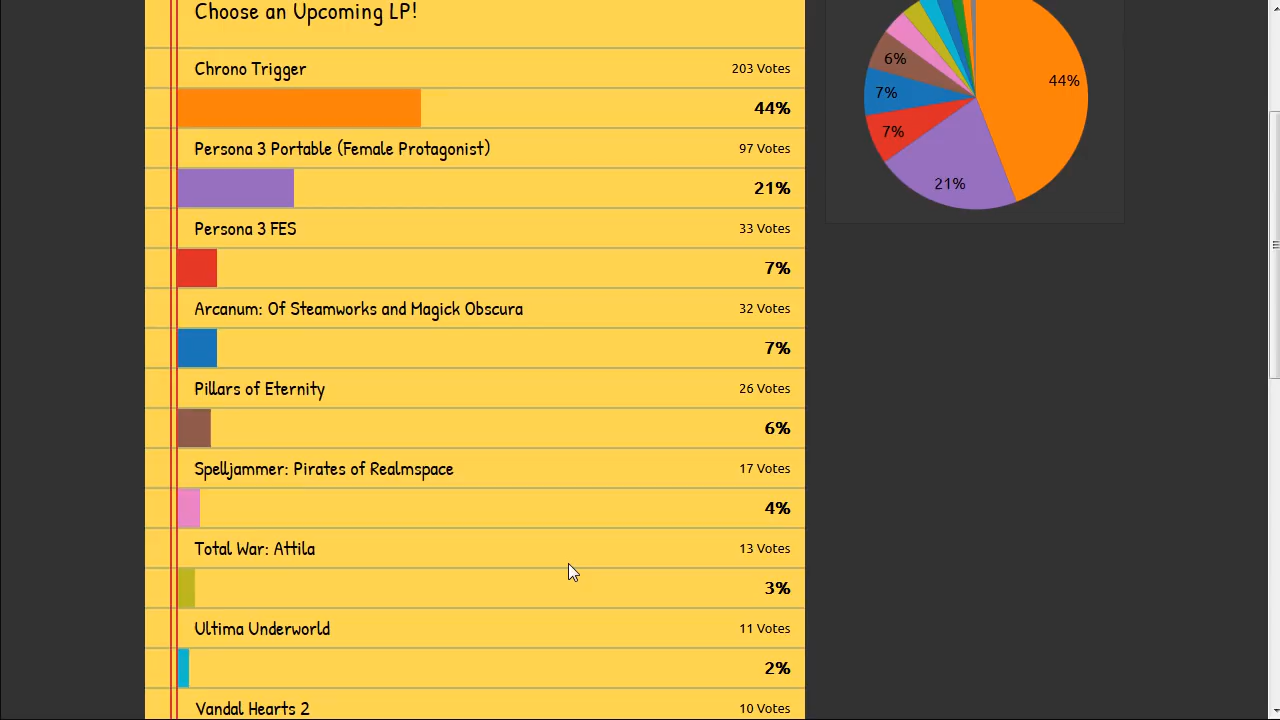 Choose an Upcoming LP!
Chrono Trigger 203 Votes
44%
Persona 3 Portable (Female Protagonist) 97 Votes
21%
Persona 3 FES 33 Votes
7%
Arcanum: Of Steamworks and Magick Obscura 32 Votes
7%
Pillars of Eternity 26 Votes
6%
Spelljammer: Pirates of Realmspace 17 Votes
4%
Total War: Attila 13 Votes
3%
Ultima Underworld 11 Votes
2%
Vandal Hearts 2 10 Votes
6%
44%
7%
7%
21%